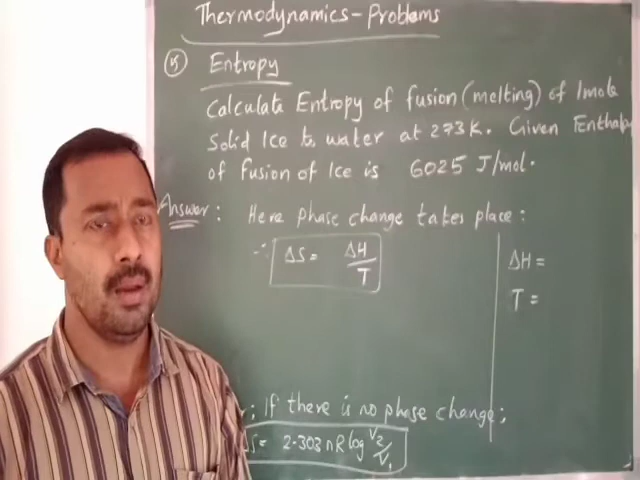 Thermodynamics - Problems
15 Entropy
Calculate Entropy of fusion (melting) of 1mole
Solid Ice to water at 273K. Given Enthalpy
of Fusion of Ice is 6025 J/mol.
Answer: Here phase change takes place:
∴ ΔS = ΔH/T
ΔH =
T =
; If there is no phase change;
ΔS = 2.303 nR log V2/V1